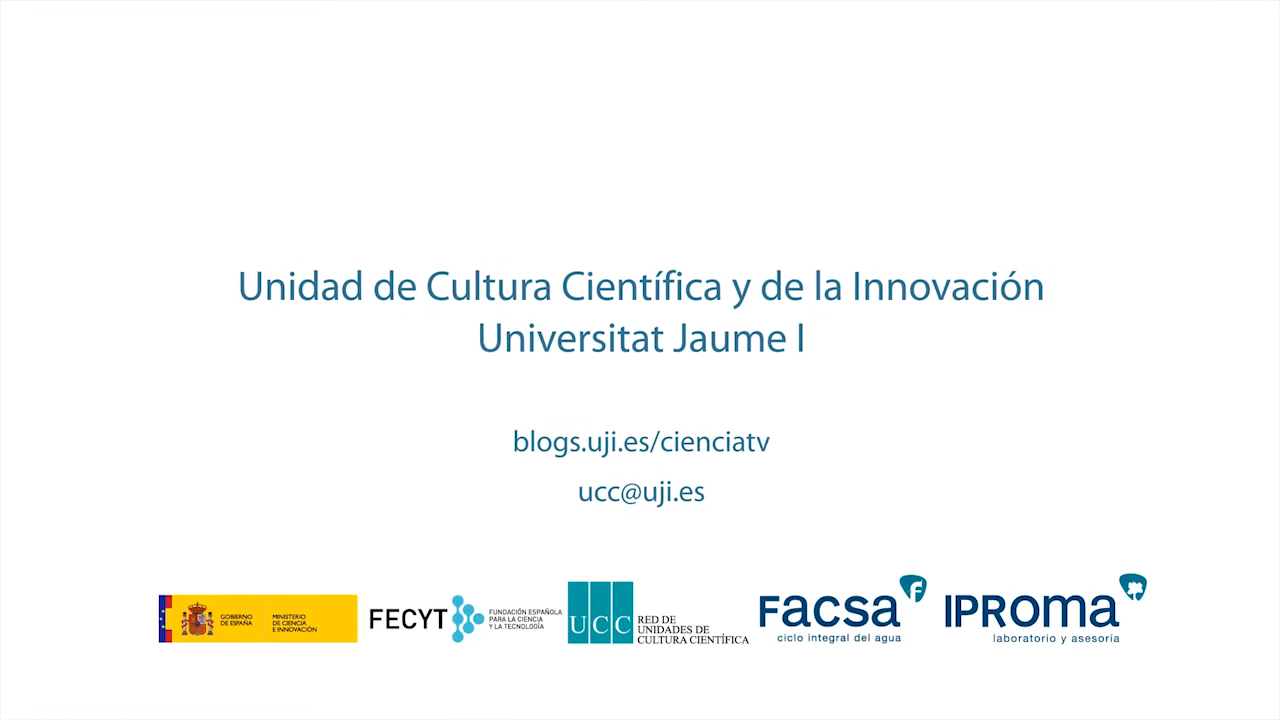 Unidad de Cultura Científica y de la Innovación
Universitat Jaume I
blogs.uji.es/cienciatv
ucc@uji.es
GOBIERNO
DE ESPAÑA
MINISTERIO
DE CIENCIA
E INNOVACIÓN
FECYT
FUNDACIÓN ESPAÑOLA
PARA LA CIENCIA
Y LA TECNOLOGÍA
UCC
RED DE
UNIDADES DE
CULTURA CIENTÍFICA
FACSA
ciclo integral del agua
IPROMA
laboratorio y asesoría